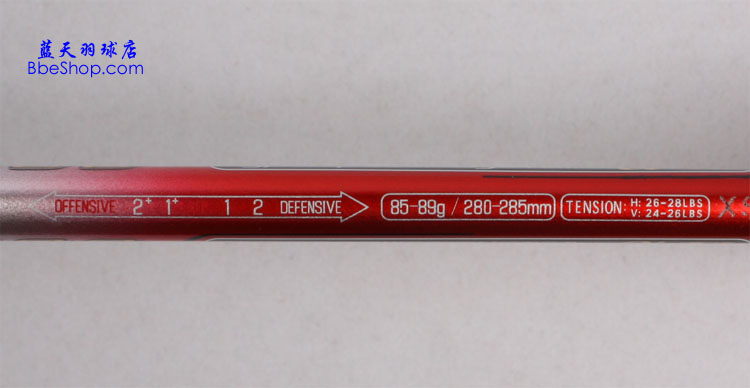 蓝天羽球店
BbeShop.com
OFFENSIVE 2+ 1+ 1 2 DEFENSIVE
85-89g / 280-285mm
TENSION: H: 26-28LBS
V: 24-26LBS
X